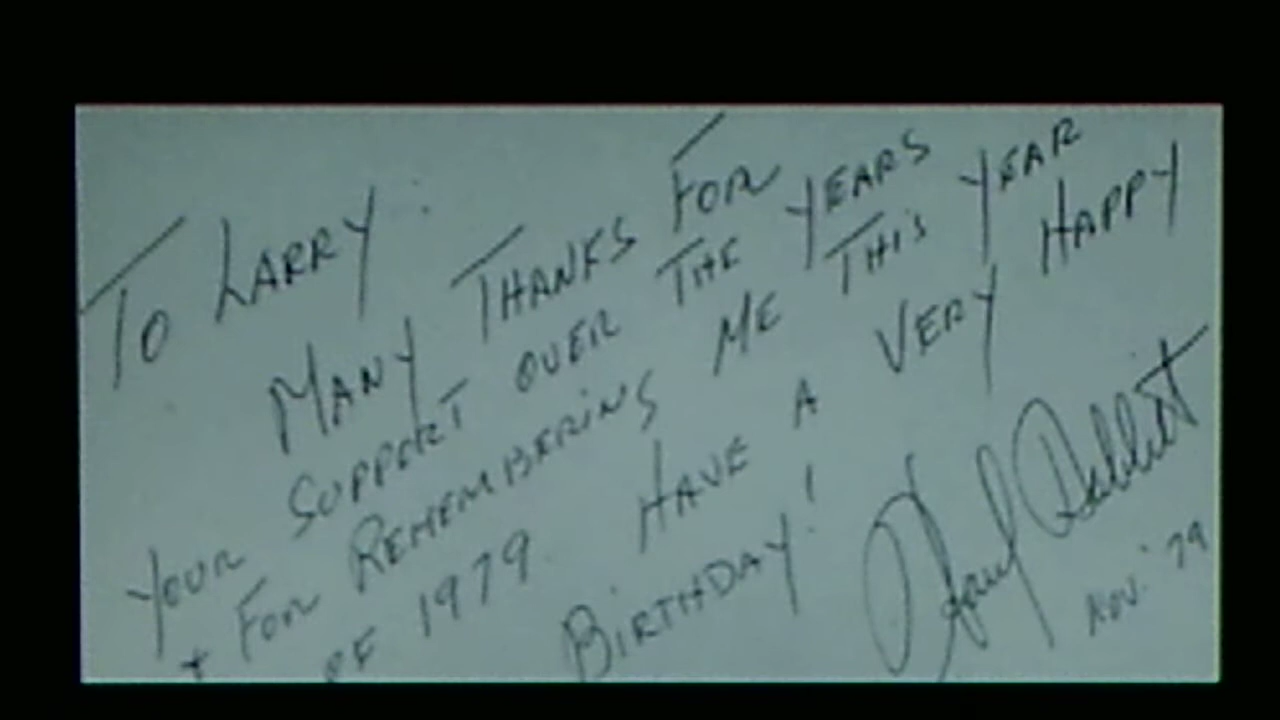 To LARRY.
MANY THANKS FOR
YOUR SUPPORT OVER THE YEARS
+ FOR REMEMBERING ME THIS YEAR
OF 1979. HAVE A VERY HAPPY
BIRTHDAY!
Nov. '79